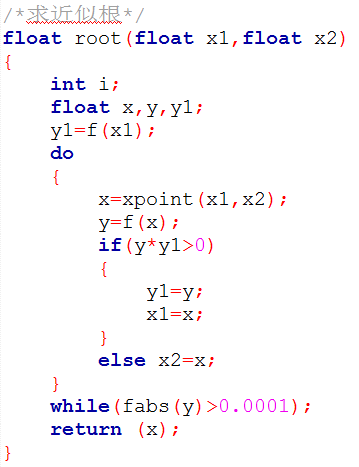 /*求近似根*/
float root(float x1,float x2)
{
    int i;
    float x,y,y1;
    y1=f(x1);
    do
    {
        x=xpoint(x1,x2);
        y=f(x);
        if(y*y1>0)
        {
            y1=y;
            x1=x;
        }
        else x2=x;
    }
    while(fabs(y)>0.0001);
    return (x);
}